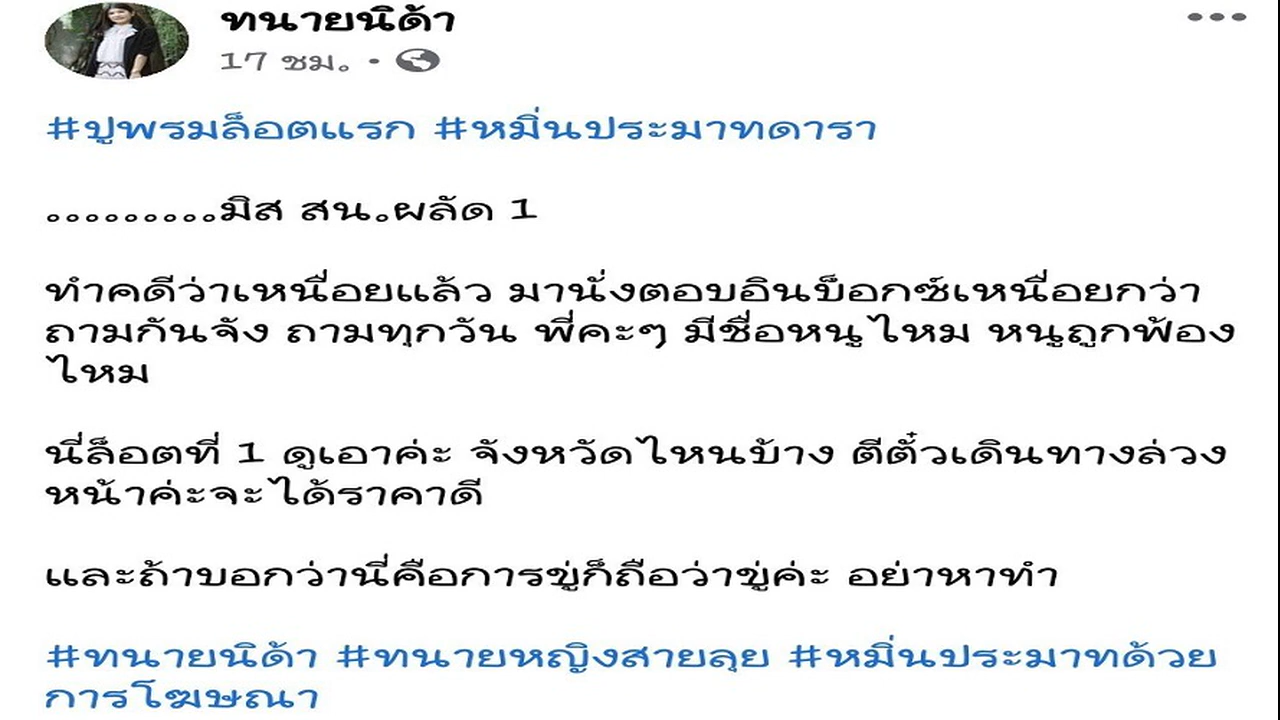 ทนายนิด้า
17 ชม. •
#ปูพรมล็อตแรก #หมิ่นประมาทดารา
.........มิส สน.ผลัด 1
ทำคดีว่าเหนื่อยแล้ว มานั่งตอบอินบ็อกซ์เหนื่อยกว่า
ถามกันจัง ถามทุกวัน พี่คะๆ มีชื่อหนูไหม หนูถูกฟ้อง
ไหม
นี่ล็อตที่ 1 ดูเอาค่ะ จังหวัดไหนบ้าง ตีตั๋วเดินทางล่วง
หน้าค่ะจะได้ราคาดี
และถ้าบอกว่านี่คือการขู่ก็ถือว่าขู่ค่ะ อย่าหาทำ
#ทนายนิด้า #ทนายหญิงสายลุย #หมิ่นประมาทด้วย
การโฆษณา